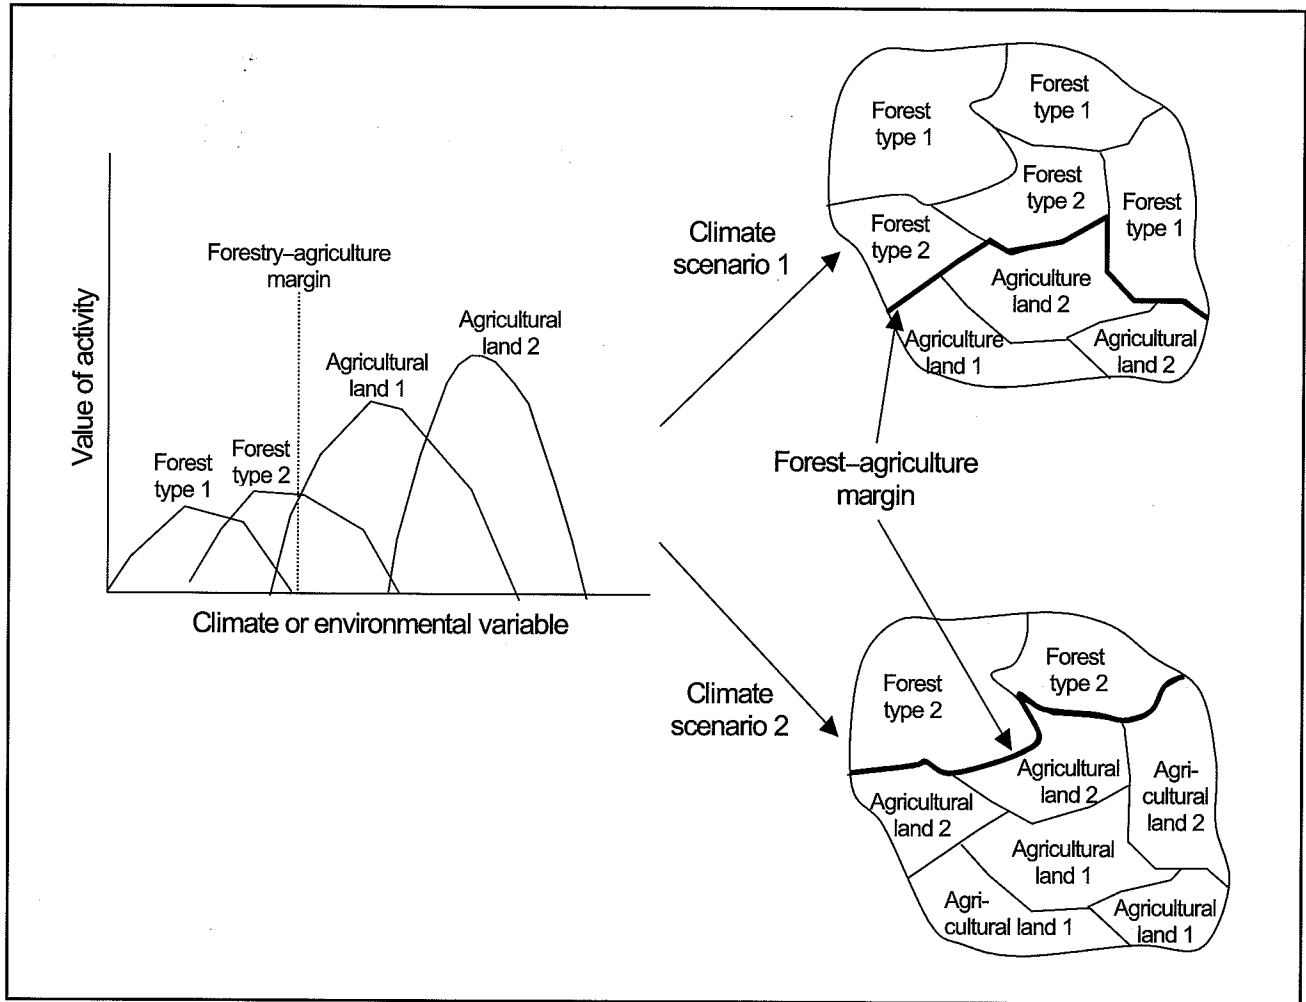 Value of activity
Forestry–agriculture
margin
Forest
type 1
Forest
type 2
Agricultural
land 1
Agricultural
land 2
Climate or environmental variable
Climate
scenario 1
Forest
type 1
Forest
type 1
Forest
type 2
Forest
type 2
Forest
type 1
Agriculture
land 2
Agriculture
land 1
Agricultural
land 2
Forest–agriculture
margin
Climate
scenario 2
Forest
type 2
Forest
type 2
Agricultural
land 2
Agricultural
land 2
Agri-
cultural
land 2
Agricultural
land 1
Agri-
cultural land 1
Agricultural
land 1